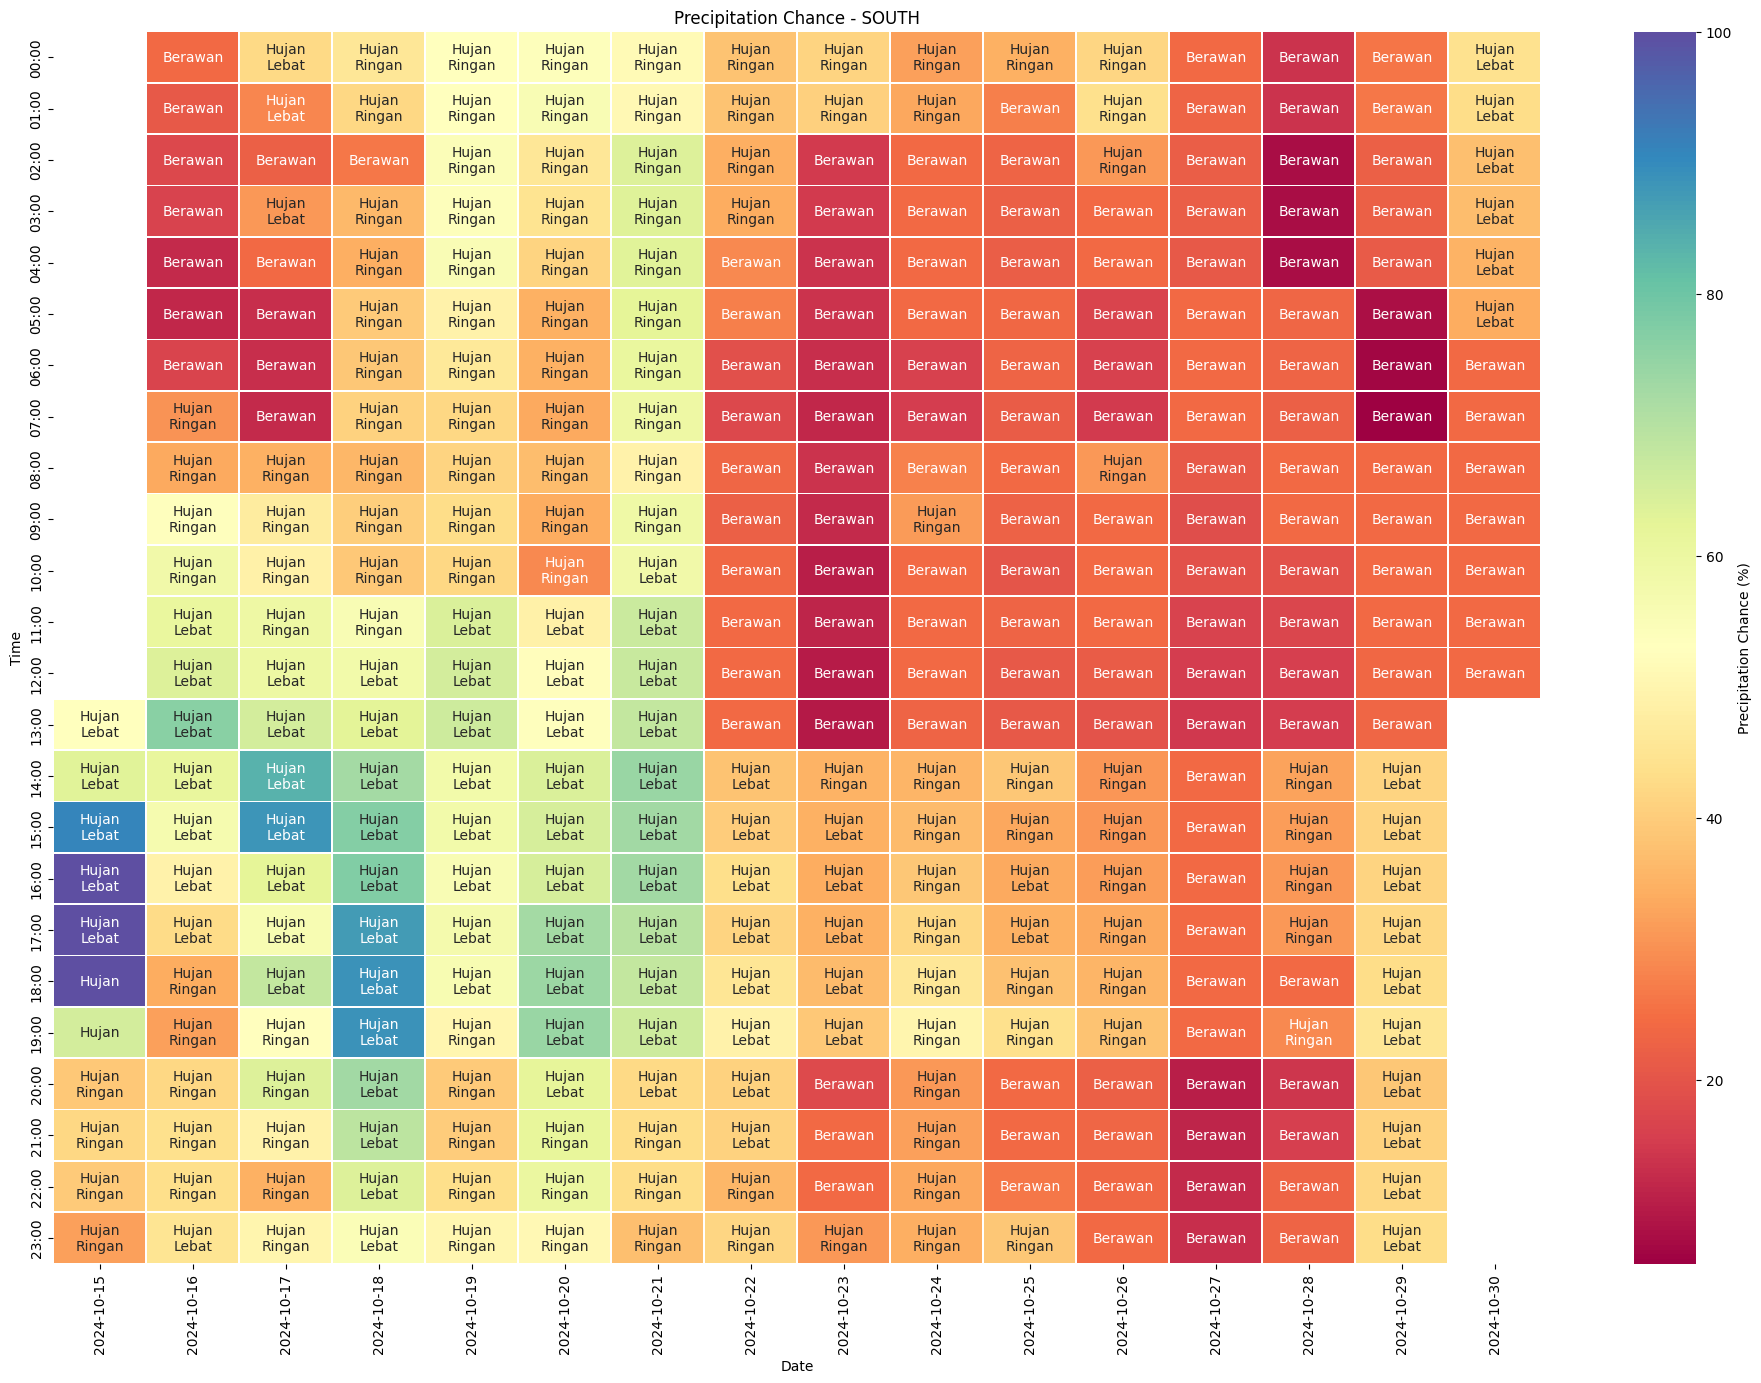 Precipitation Chance - SOUTH
00:00 Berawan Hujan Lebat Hujan Ringan Hujan Ringan Hujan Ringan Hujan Ringan Hujan Ringan Hujan Ringan Hujan Ringan Hujan Ringan Hujan Ringan Berawan Berawan Berawan Hujan Lebat
01:00 Berawan Hujan Lebat Hujan Ringan Hujan Ringan Hujan Ringan Hujan Ringan Hujan Ringan Hujan Ringan Hujan Ringan Berawan Hujan Ringan Berawan Berawan Berawan Hujan Lebat
02:00 Berawan Berawan Berawan Hujan Ringan Hujan Ringan Hujan Ringan Hujan Ringan Berawan Berawan Berawan Hujan Ringan Berawan Berawan Berawan Hujan Lebat
03:00 Berawan Hujan Lebat Hujan Ringan Hujan Ringan Hujan Ringan Hujan Ringan Hujan Ringan Berawan Berawan Berawan Berawan Berawan Berawan Berawan Hujan Lebat
04:00 Berawan Berawan Hujan Ringan Hujan Ringan Hujan Ringan Hujan Ringan Berawan Berawan Berawan Berawan Berawan Berawan Berawan Berawan Hujan Lebat
05:00 Berawan Berawan Hujan Ringan Hujan Ringan Hujan Ringan Hujan Ringan Berawan Berawan Berawan Berawan Berawan Berawan Berawan Berawan Hujan Lebat
06:00 Berawan Berawan Hujan Ringan Hujan Ringan Hujan Ringan Hujan Ringan Berawan Berawan Berawan Berawan Berawan Berawan Berawan Berawan Berawan
07:00 Hujan Ringan Berawan Hujan Ringan Hujan Ringan Hujan Ringan Hujan Ringan Berawan Berawan Berawan Berawan Berawan Berawan Berawan Berawan Berawan
08:00 Hujan Ringan Hujan Ringan Hujan Ringan Hujan Ringan Hujan Ringan Hujan Ringan Berawan Berawan Berawan Berawan Hujan Ringan Berawan Berawan Berawan Berawan
09:00 Hujan Ringan Hujan Ringan Hujan Ringan Hujan Ringan Hujan Ringan Hujan Ringan Berawan Berawan Hujan Ringan Berawan Berawan Berawan Berawan Berawan Berawan
10:00 Hujan Ringan Hujan Ringan Hujan Ringan Hujan Ringan Hujan Ringan Hujan Lebat Berawan Berawan Berawan Berawan Berawan Berawan Berawan Berawan Berawan
11:00 Hujan Lebat Hujan Ringan Hujan Ringan Hujan Lebat Hujan Lebat Hujan Lebat Berawan Berawan Berawan Berawan Berawan Berawan Berawan Berawan Berawan
12:00 Hujan Lebat Hujan Lebat Hujan Lebat Hujan Lebat Hujan Lebat Hujan Lebat Berawan Berawan Berawan Berawan Berawan Berawan Berawan Berawan Berawan
13:00 Hujan Lebat Hujan Lebat Hujan Lebat Hujan Lebat Hujan Lebat Hujan Lebat Hujan Lebat Berawan Berawan Berawan Berawan Berawan Berawan Berawan Berawan
14:00 Hujan Lebat Hujan Lebat Hujan Lebat Hujan Lebat Hujan Lebat Hujan Lebat Hujan Lebat Hujan Lebat Hujan Ringan Hujan Ringan Hujan Ringan Hujan Ringan Berawan Hujan Ringan Hujan Lebat
15:00 Hujan Lebat Hujan Lebat Hujan Lebat Hujan Lebat Hujan Lebat Hujan Lebat Hujan Lebat Hujan Lebat Hujan Lebat Hujan Ringan Hujan Ringan Hujan Ringan Berawan Hujan Ringan Hujan Lebat
16:00 Hujan Lebat Hujan Lebat Hujan Lebat Hujan Lebat Hujan Lebat Hujan Lebat Hujan Lebat Hujan Lebat Hujan Lebat Hujan Ringan Hujan Lebat Hujan Ringan Berawan Hujan Ringan Hujan Lebat
17:00 Hujan Lebat Hujan Lebat Hujan Lebat Hujan Lebat Hujan Lebat Hujan Lebat Hujan Lebat Hujan Lebat Hujan Lebat Hujan Ringan Hujan Lebat Hujan Ringan Berawan Hujan Ringan Hujan Lebat
18:00 Hujan Hujan Ringan Hujan Lebat Hujan Lebat Hujan Lebat Hujan Lebat Hujan Lebat Hujan Lebat Hujan Lebat Hujan Ringan Hujan Ringan Hujan Ringan Berawan Berawan Hujan Lebat
19:00 Hujan Hujan Ringan Hujan Ringan Hujan Lebat Hujan Ringan Hujan Lebat Hujan Lebat Hujan Lebat Hujan Lebat Hujan Ringan Hujan Ringan Hujan Ringan Berawan Hujan Ringan Hujan Lebat
20:00 Hujan Ringan Hujan Ringan Hujan Ringan Hujan Lebat Hujan Ringan Hujan Lebat Hujan Lebat Hujan Lebat Berawan Hujan Ringan Berawan Berawan Berawan Berawan Hujan Lebat
21:00 Hujan Ringan Hujan Ringan Hujan Ringan Hujan Lebat Hujan Ringan Hujan Ringan Hujan Ringan Hujan Lebat Berawan Hujan Ringan Berawan Berawan Berawan Berawan Hujan Lebat
22:00 Hujan Ringan Hujan Ringan Hujan Ringan Hujan Lebat Hujan Ringan Hujan Ringan Hujan Ringan Hujan Ringan Berawan Hujan Ringan Berawan Berawan Berawan Berawan Hujan Lebat
23:00 Hujan Ringan Hujan Lebat Hujan Ringan Hujan Lebat Hujan Ringan Hujan Ringan Hujan Ringan Hujan Ringan Hujan Ringan Hujan Ringan Hujan Ringan Berawan Berawan Berawan Hujan Lebat
Time
2024-10-15 2024-10-16 2024-10-17 2024-10-18 2024-10-19 2024-10-20 2024-10-21 2024-10-22 2024-10-23 2024-10-24 2024-10-25 2024-10-26 2024-10-27 2024-10-28 2024-10-29 2024-10-30
Date
100
80
60
40
20
Precipitation Chance (%)